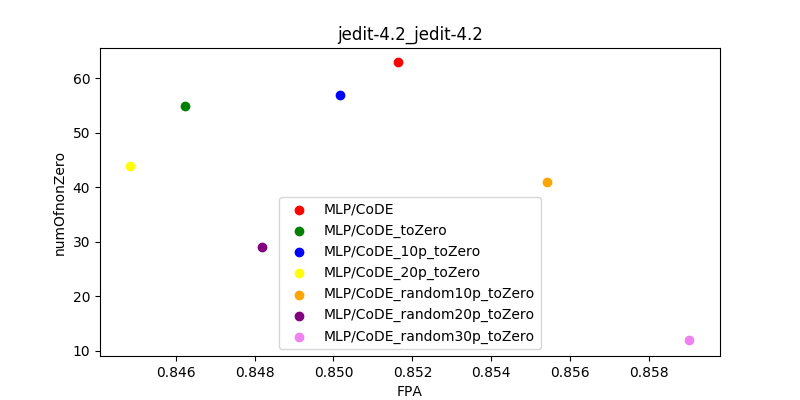 jedit-4.2_jedit-4.2
numOfnonZero
60
50
40
30
20
10
MLP/CoDE
MLP/CoDE_toZero
MLP/CoDE_10p_toZero
MLP/CoDE_20p_toZero
MLP/CoDE_random10p_toZero
MLP/CoDE_random20p_toZero
MLP/CoDE_random30p_toZero
0.846 0.848 0.850 0.852 0.854 0.856 0.858
FPA